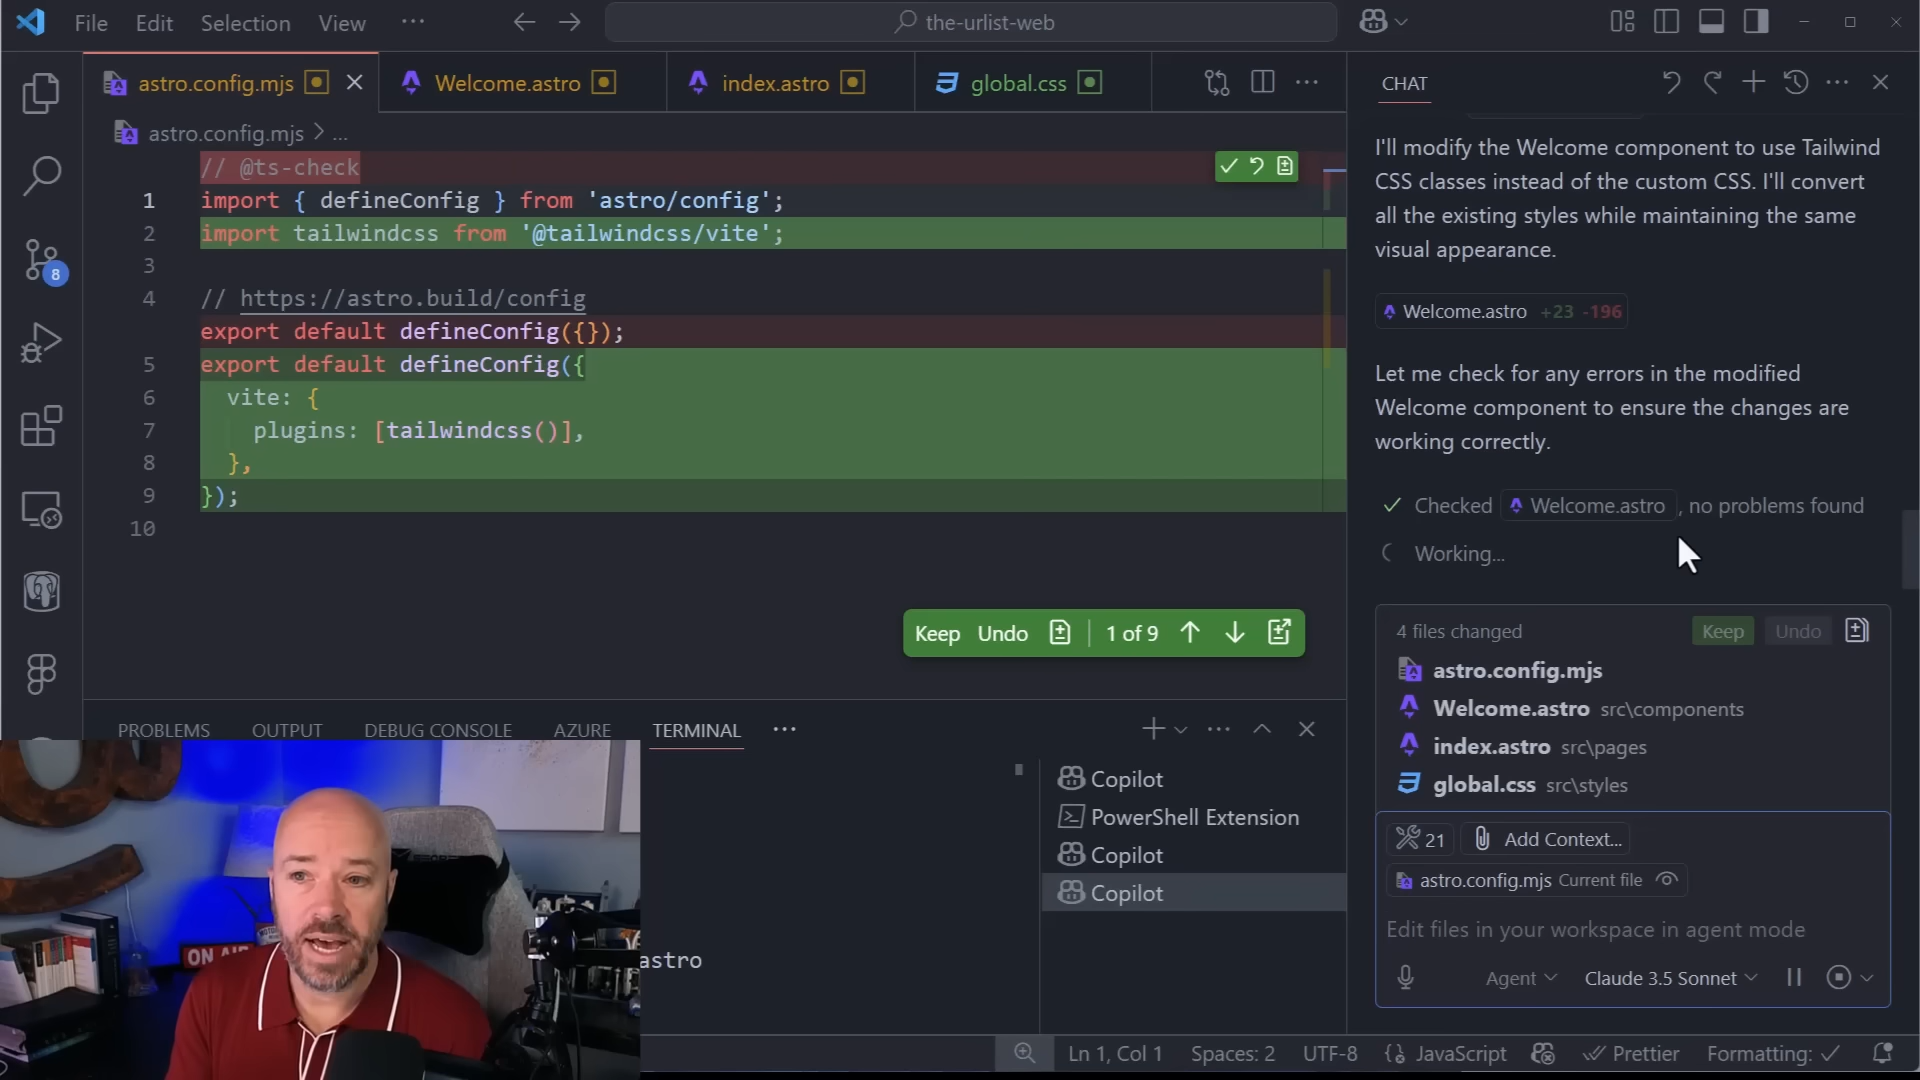 File Edit Selection View ...
the-urlist-web
astro.config.mjs
Welcome.astro
index.astro
global.css
astro.config.mjs > ...
// @ts-check
1 import { defineConfig } from 'astro/config';
2 import tailwindcss from '@tailwindcss/vite';
3
4 // https://astro.build/config
export default defineConfig({});
5 export default defineConfig({
6 vite: {
7 plugins: [tailwindcss()],
8 },
9 });
10
8
Keep Undo 1 of 9
PROBLEMS OUTPUT DEBUG CONSOLE AZURE TERMINAL ...
Copilot
PowerShell Extension
Copilot
Copilot
astro
ON AIR
CHAT
I'll modify the Welcome component to use Tailwind
CSS classes instead of the custom CSS. I'll convert
all the existing styles while maintaining the same
visual appearance.
Welcome.astro +23 -196
Let me check for any errors in the modified
Welcome component to ensure the changes are
working correctly.
Checked Welcome.astro, no problems found
Working...
4 files changed Keep Undo
astro.config.mjs
Welcome.astro src\components
index.astro src\pages
global.css src\styles
21 Add Context...
astro.config.mjs Current file
Edit files in your workspace in agent mode
Agent Claude 3.5 Sonnet
Ln 1, Col 1 Spaces: 2 UTF-8 {} JavaScript Prettier Formatting: ✓